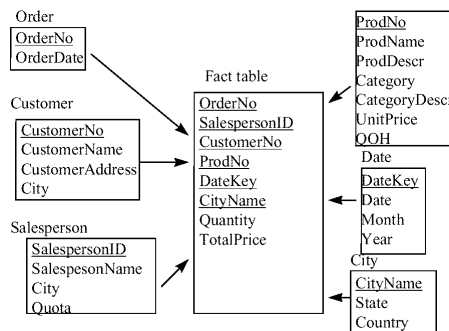 Order
OrderNo
OrderDate
Customer
CustomerNo
CustomerName
CustomerAddress
City
Salesperson
SalespersonID
SalespesonName
City
Quota
Fact table
OrderNo
SalespersonID
CustomerNo
ProdNo
DateKey
CityName
Quantity
TotalPrice
ProdNo
ProdName
ProdDescr
Category
CategoryDescr
UnitPrice
QOH
Date
DateKey
Date
Month
Year
City
CityName
State
Country